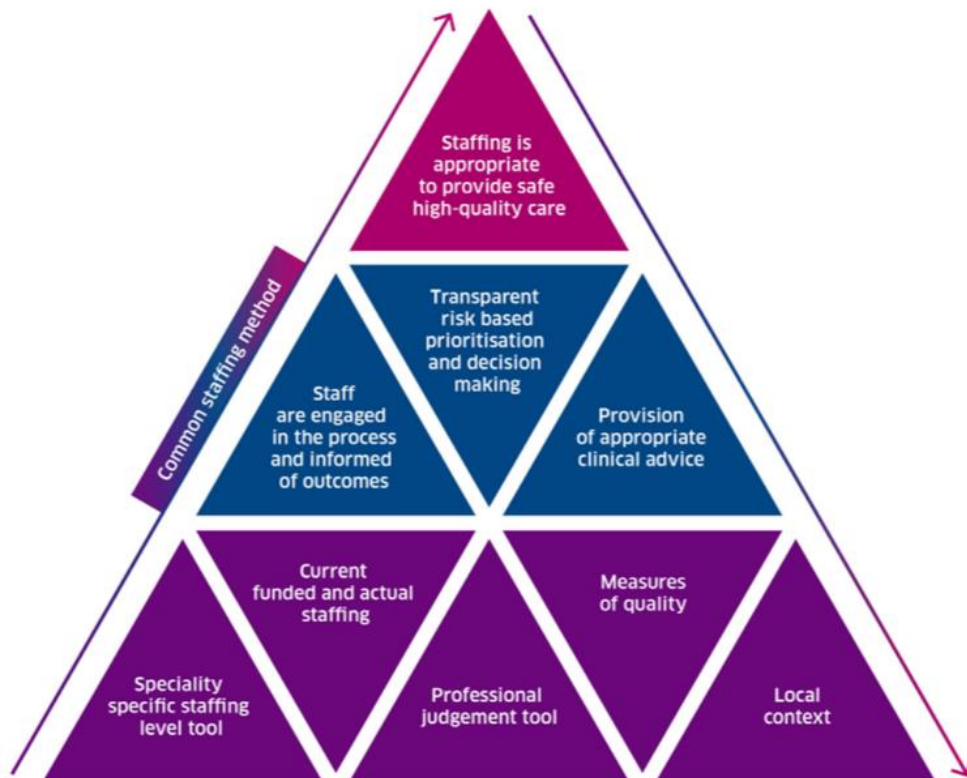 Staffing is
appropriate
to provide safe
high-quality care
Common staffing method
Transparent
risk based
prioritisation
and decision
making
Staff
are engaged
in the process
and informed
of outcomes
Provision
of appropriate
clinical advice
Current
funded and actual
staffing
Measures
of quality
Speciality
specific staffing
level tool
Professional
judgement tool
Local
context